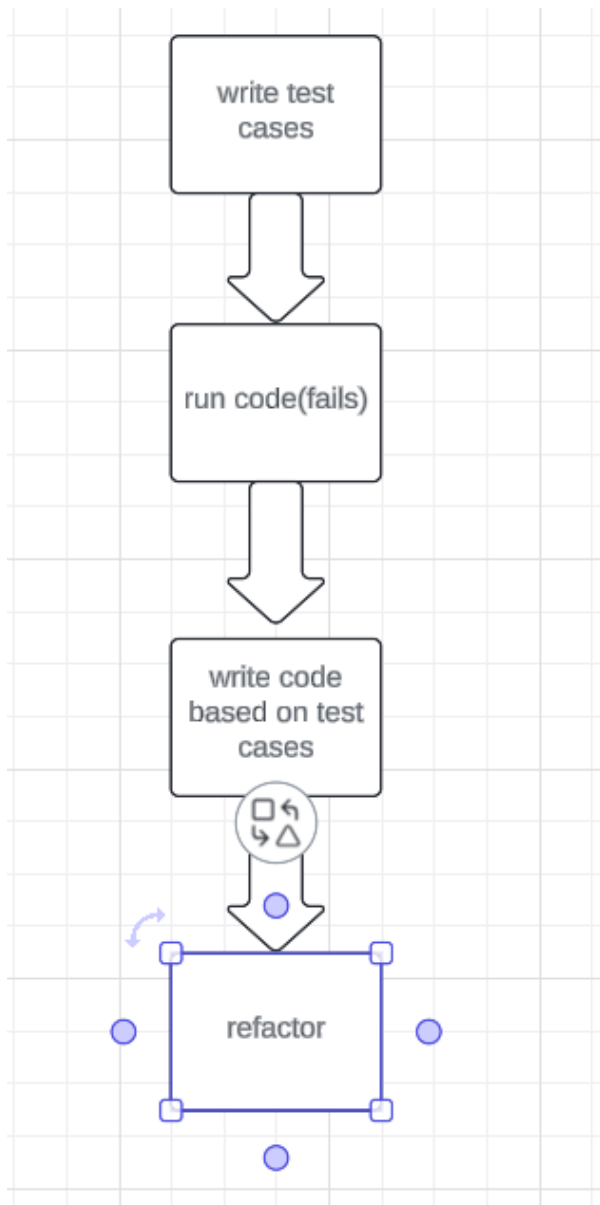 write test
cases
run code(fails)
write code
based on test
cases
refactor